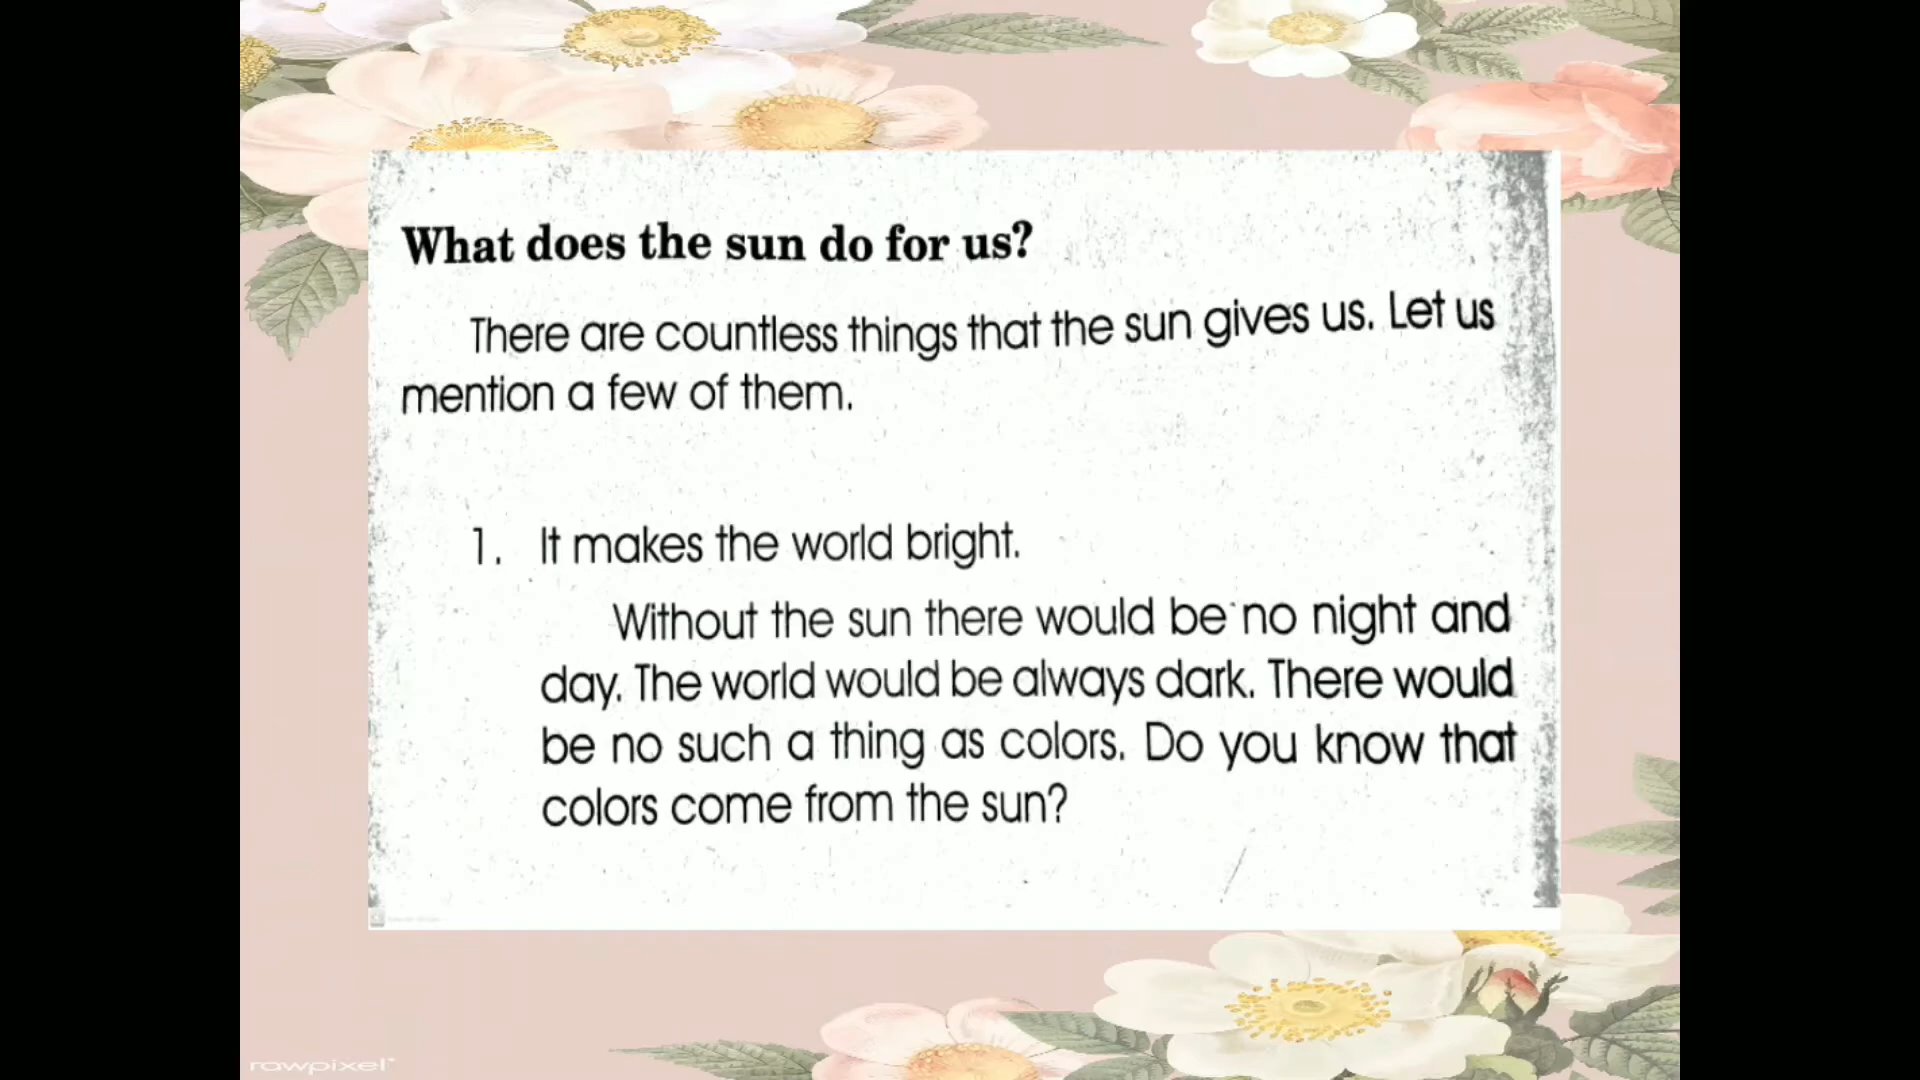 What does the sun do for us?
There are countless things that the sun gives us. Let us
mention a few of them.
1. It makes the world bright.
Without the sun there would be no night and
day. The world would be always dark. There would
be no such a thing as colors. Do you know that
colors come from the sun?
rawpixel